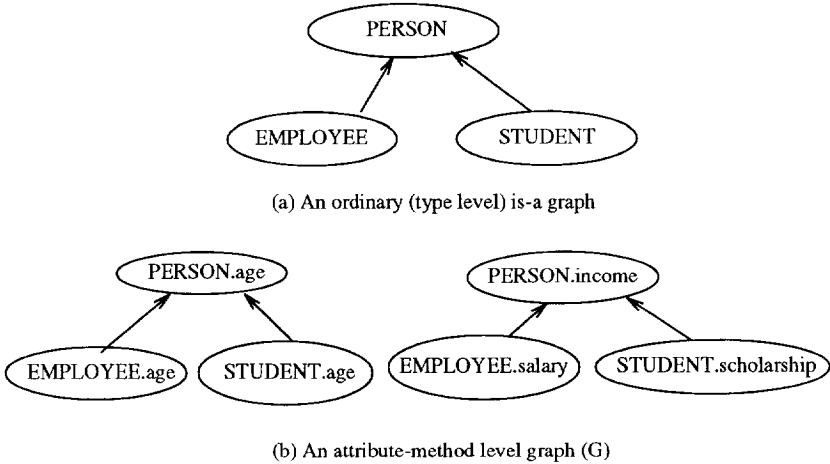 PERSON
EMPLOYEE
STUDENT
(a) An ordinary (type level) is-a graph
PERSON.age
PERSON.income
EMPLOYEE.age
STUDENT.age
EMPLOYEE.salary
STUDENT.scholarship
(b) An attribute-method level graph (G)